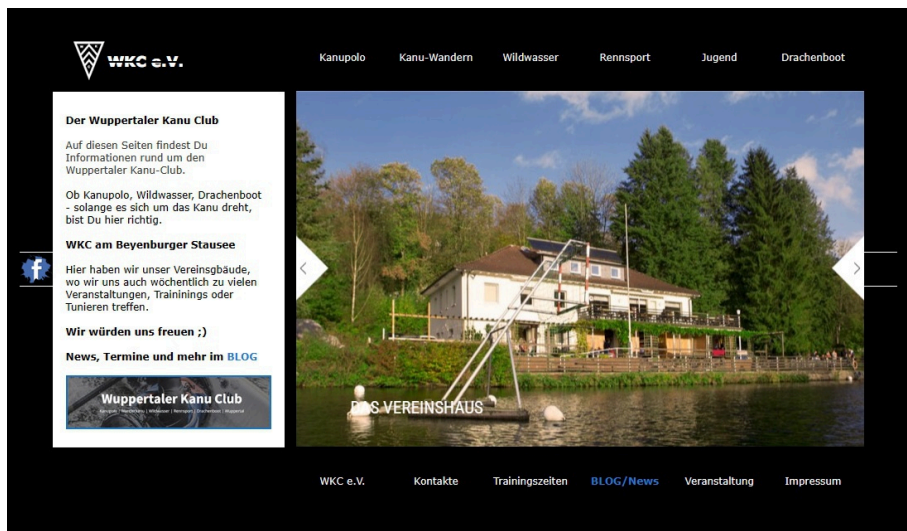 WKC e.V.
Kanupolo Kanu-Wandern Wildwasser Rennsport Jugend Drachenboot
Der Wuppertaler Kanu Club
Auf diesen Seiten findest Du
Informationen rund um den
Wuppertaler Kanu-Club.
Ob Kanupolo, Wildwasser, Drachenboot
- solange es sich um das Kanu dreht,
bist Du hier richtig.
WKC am Beyenburger Stausee
Hier haben wir unser Vereinsgbäude,
wo wir uns auch wöchentlich zu vielen
Veranstaltungen, Traininings oder
Tunieren treffen.
Wir würden uns freuen ;)
News, Termine und mehr im BLOG
Wuppertaler Kanu Club
DAS VEREINSHAUS
WKC e.V. Kontakte Trainingszeiten BLOG/News Veranstaltung Impressum